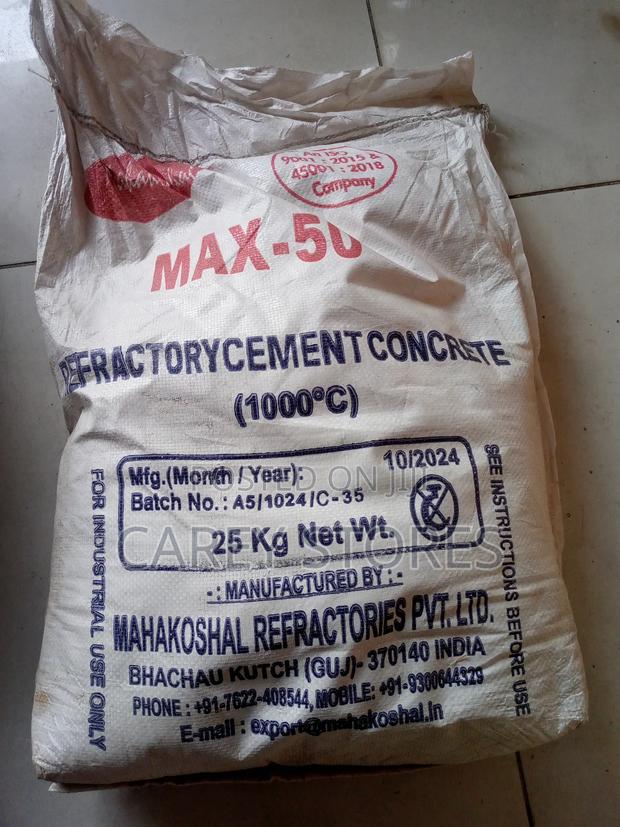 An ISO
9001 : 2015 &
45001 : 2018
Company
MAX-50
REFRACTORYCEMENT CONCRETE
(1000°C)
Mfg.(Month / Year): 10/2024
Batch No.: A5/1024/C-35
25 Kg Net Wt.
-: MANUFACTURED BY :-
MAHAKOSHAL REFRACTORIES PVT. LTD.
BHACHAU KUTCH (GUJ)- 370140 INDIA
PHONE : +91-7622-408544, MOBILE: +91-9300644329
E-mail : export@mahakoshal.in
FOR INDUSTRIAL USE ONLY
SEE INSTRUCTIONS BEFORE USE
POSTED ON JIJI
CAREY STORES